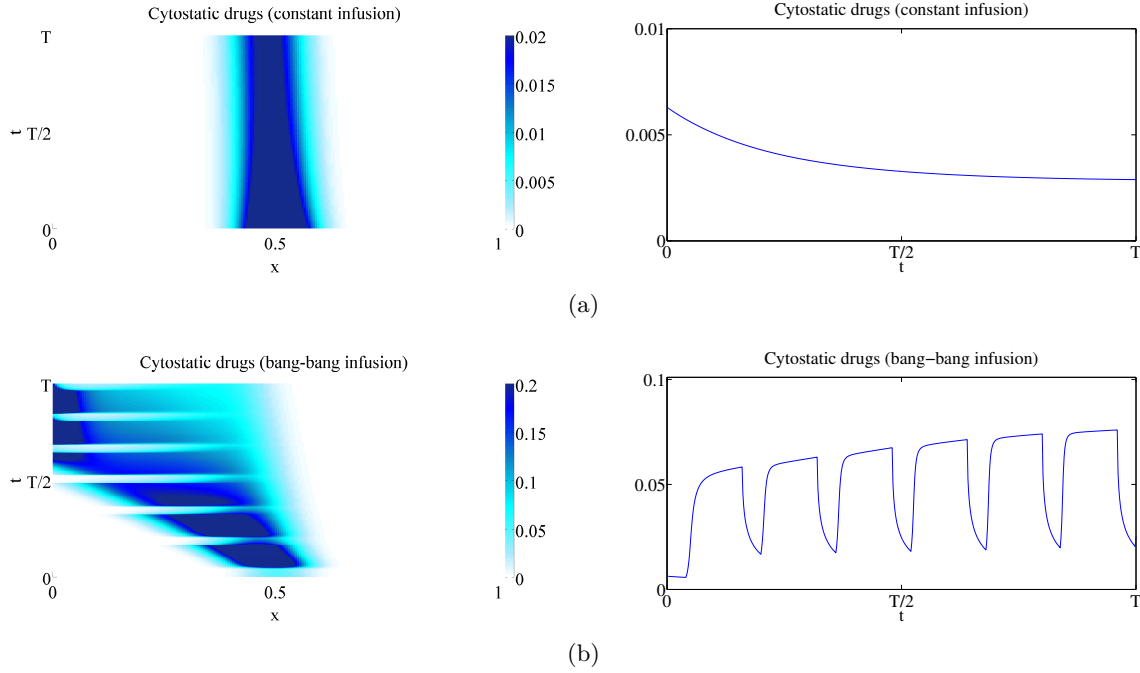 Cytostatic drugs (constant infusion)
T
T/2
0
t
0
0.5
1
x
0.02
0.015
0.01
0.005
0
Cytostatic drugs (constant infusion)
0.01
0.005
0
0
T/2
T
t
(a)
Cytostatic drugs (bang-bang infusion)
T
T/2
0
t
0
0.5
1
x
0.2
0.15
0.1
0.05
0
Cytostatic drugs (bang−bang infusion)
0.1
0.05
0
0
T/2
T
t
(b)